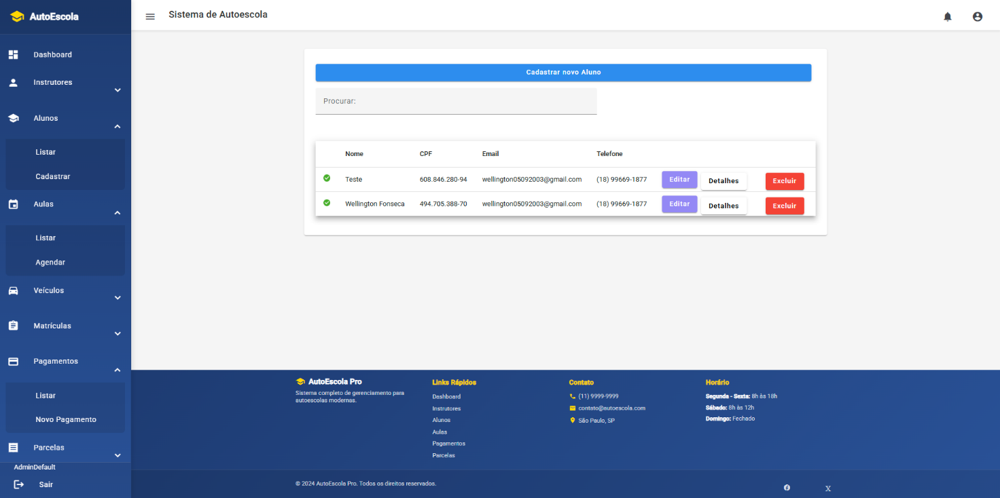 AutoEscola
Sistema de Autoescola
Dashboard
Instrutores
Alunos
Listar
Cadastrar
Aulas
Listar
Agendar
Veículos
Matrículas
Pagamentos
Listar
Novo Pagamento
Parcelas
AdminDefault
Sair
Cadastrar novo Aluno
Procurar:
Nome CPF Email Telefone
Teste 608.846.280-94 wellington05092003@gmail.com (18) 99669-1877 Editar Detalhes Excluir
Wellington Fonseca 494.705.388-70 wellington05092003@gmail.com (18) 99669-1877 Editar Detalhes Excluir
AutoEscola Pro
Sistema completo de gerenciamento para
autoescolas modernas.
Links Rápidos
Dashboard
Instrutores
Alunos
Aulas
Pagamentos
Parcelas
Contato
(11) 9999-9999
contato@autoescola.com
São Paulo, SP
Horário
Segunda - Sexta: 8h às 18h
Sábado: 8h às 12h
Domingo: Fechado
© 2024 AutoEscola Pro. Todos os direitos reservados.
X